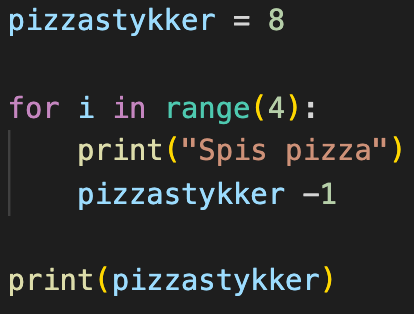 pizzastykker = 8
for i in range(4):
print("Spis pizza")
pizzastykker -1
print(pizzastykker)